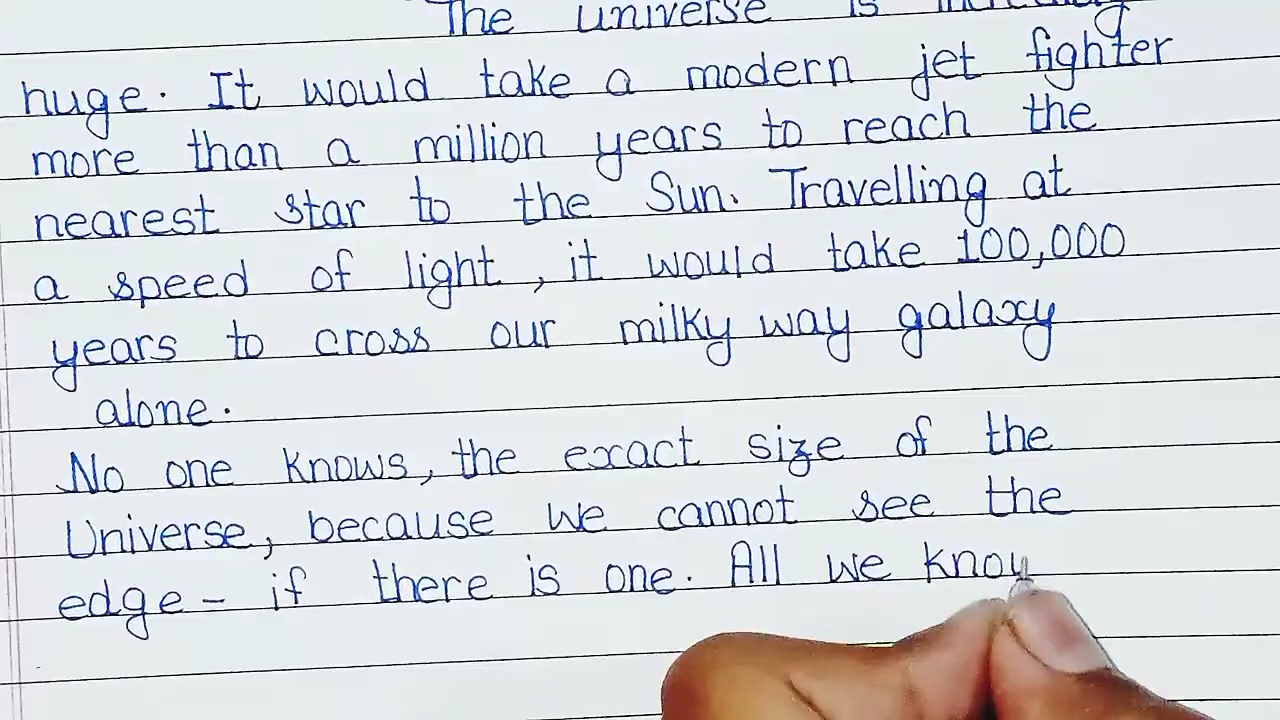 The universe is
huge. It would take a modern jet fighter
more than a million years to reach the
nearest star to the Sun. Travelling at
a speed of light, it would take 100,000
years to cross our milky way galaxy
alone.
No one knows, the exact size of the
Universe, because we cannot see the
edge - if there is one. All we know